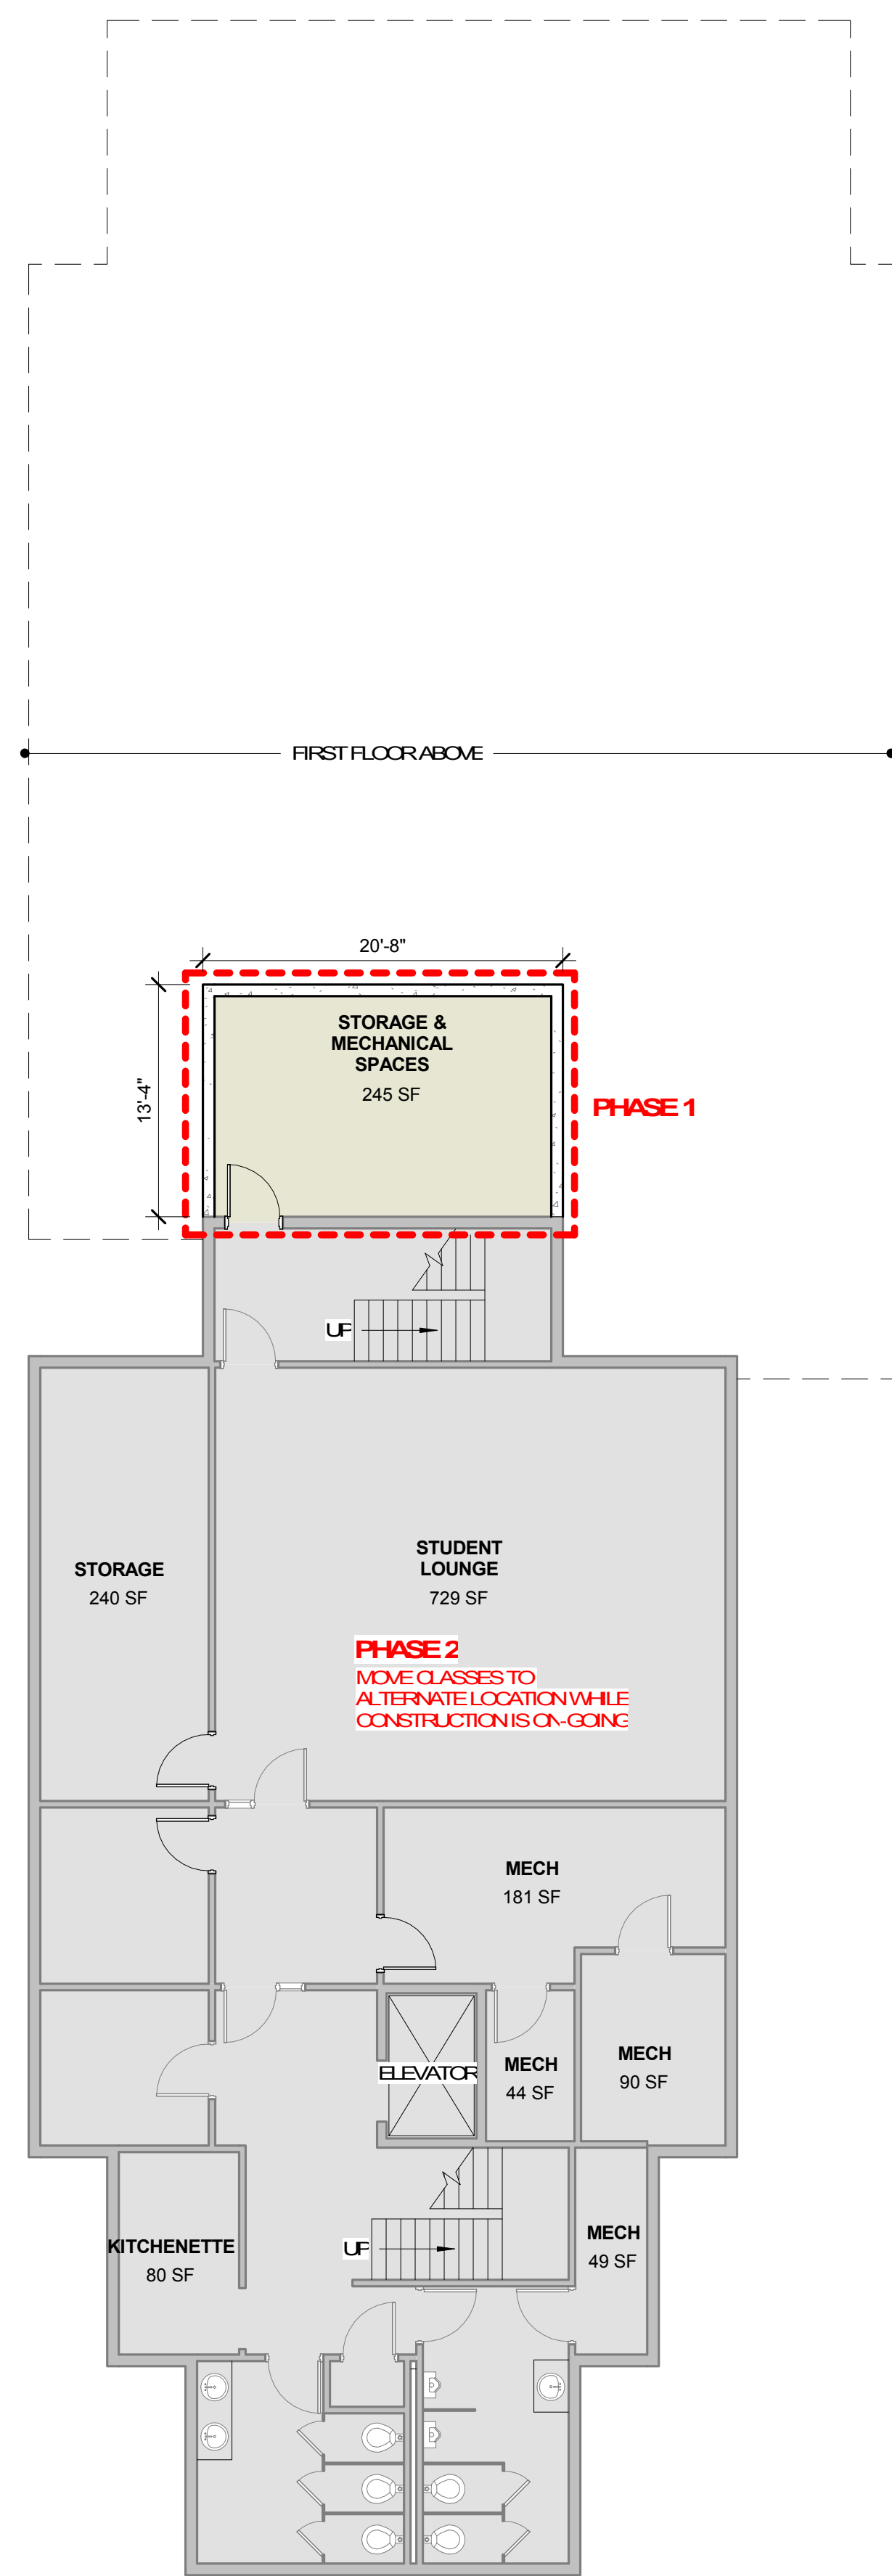 FIRST FLOOR ABOVE
20'-8"
13'-4"
STORAGE &
MECHANICAL
SPACES
245 SF
PHASE 1
UP
STORAGE
240 SF
STUDENT
LOUNGE
729 SF
PHASE 2
MOVE CLASSES TO
ALTERNATE LOCATION WHILE
CONSTRUCTION IS ON-GOING
MECH
181 SF
ELEVATOR
MECH
44 SF
MECH
90 SF
KITCHENETTE
80 SF
UP
MECH
49 SF